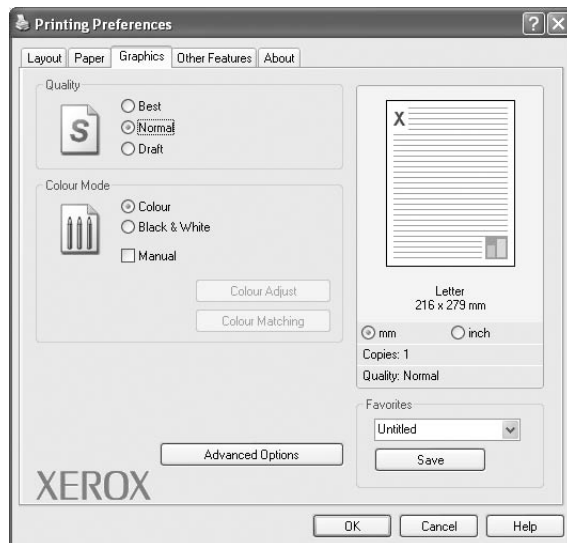 Printing Preferences
Layout Paper Graphics Other Features About
Quality
S
Best
Normal
Draft
Colour Mode
Colour
Black & White
Manual
Colour Adjust
Colour Matching
Advanced Options
XEROX
X
Letter
216 x 279 mm
mm inch
Copies: 1
Quality: Normal
Favorites
Untitled
Save
OK Cancel Help